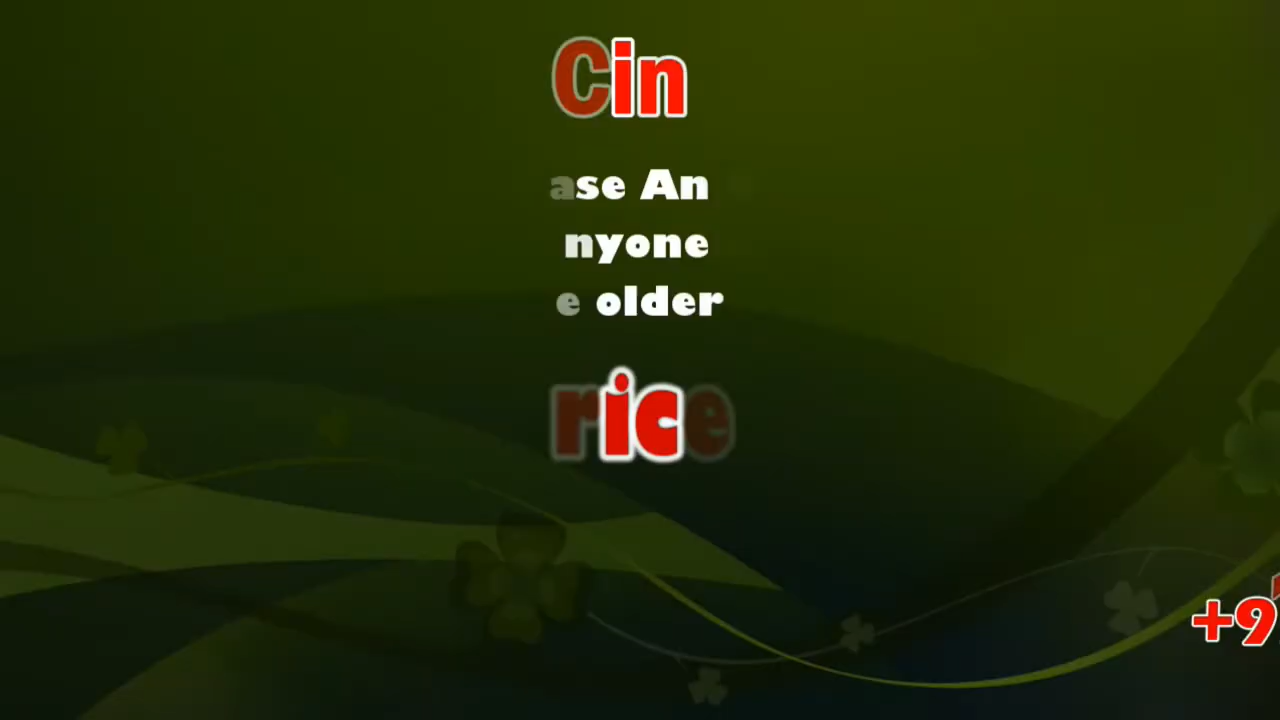 Cin
ase An
nyone
e older
rice
+9